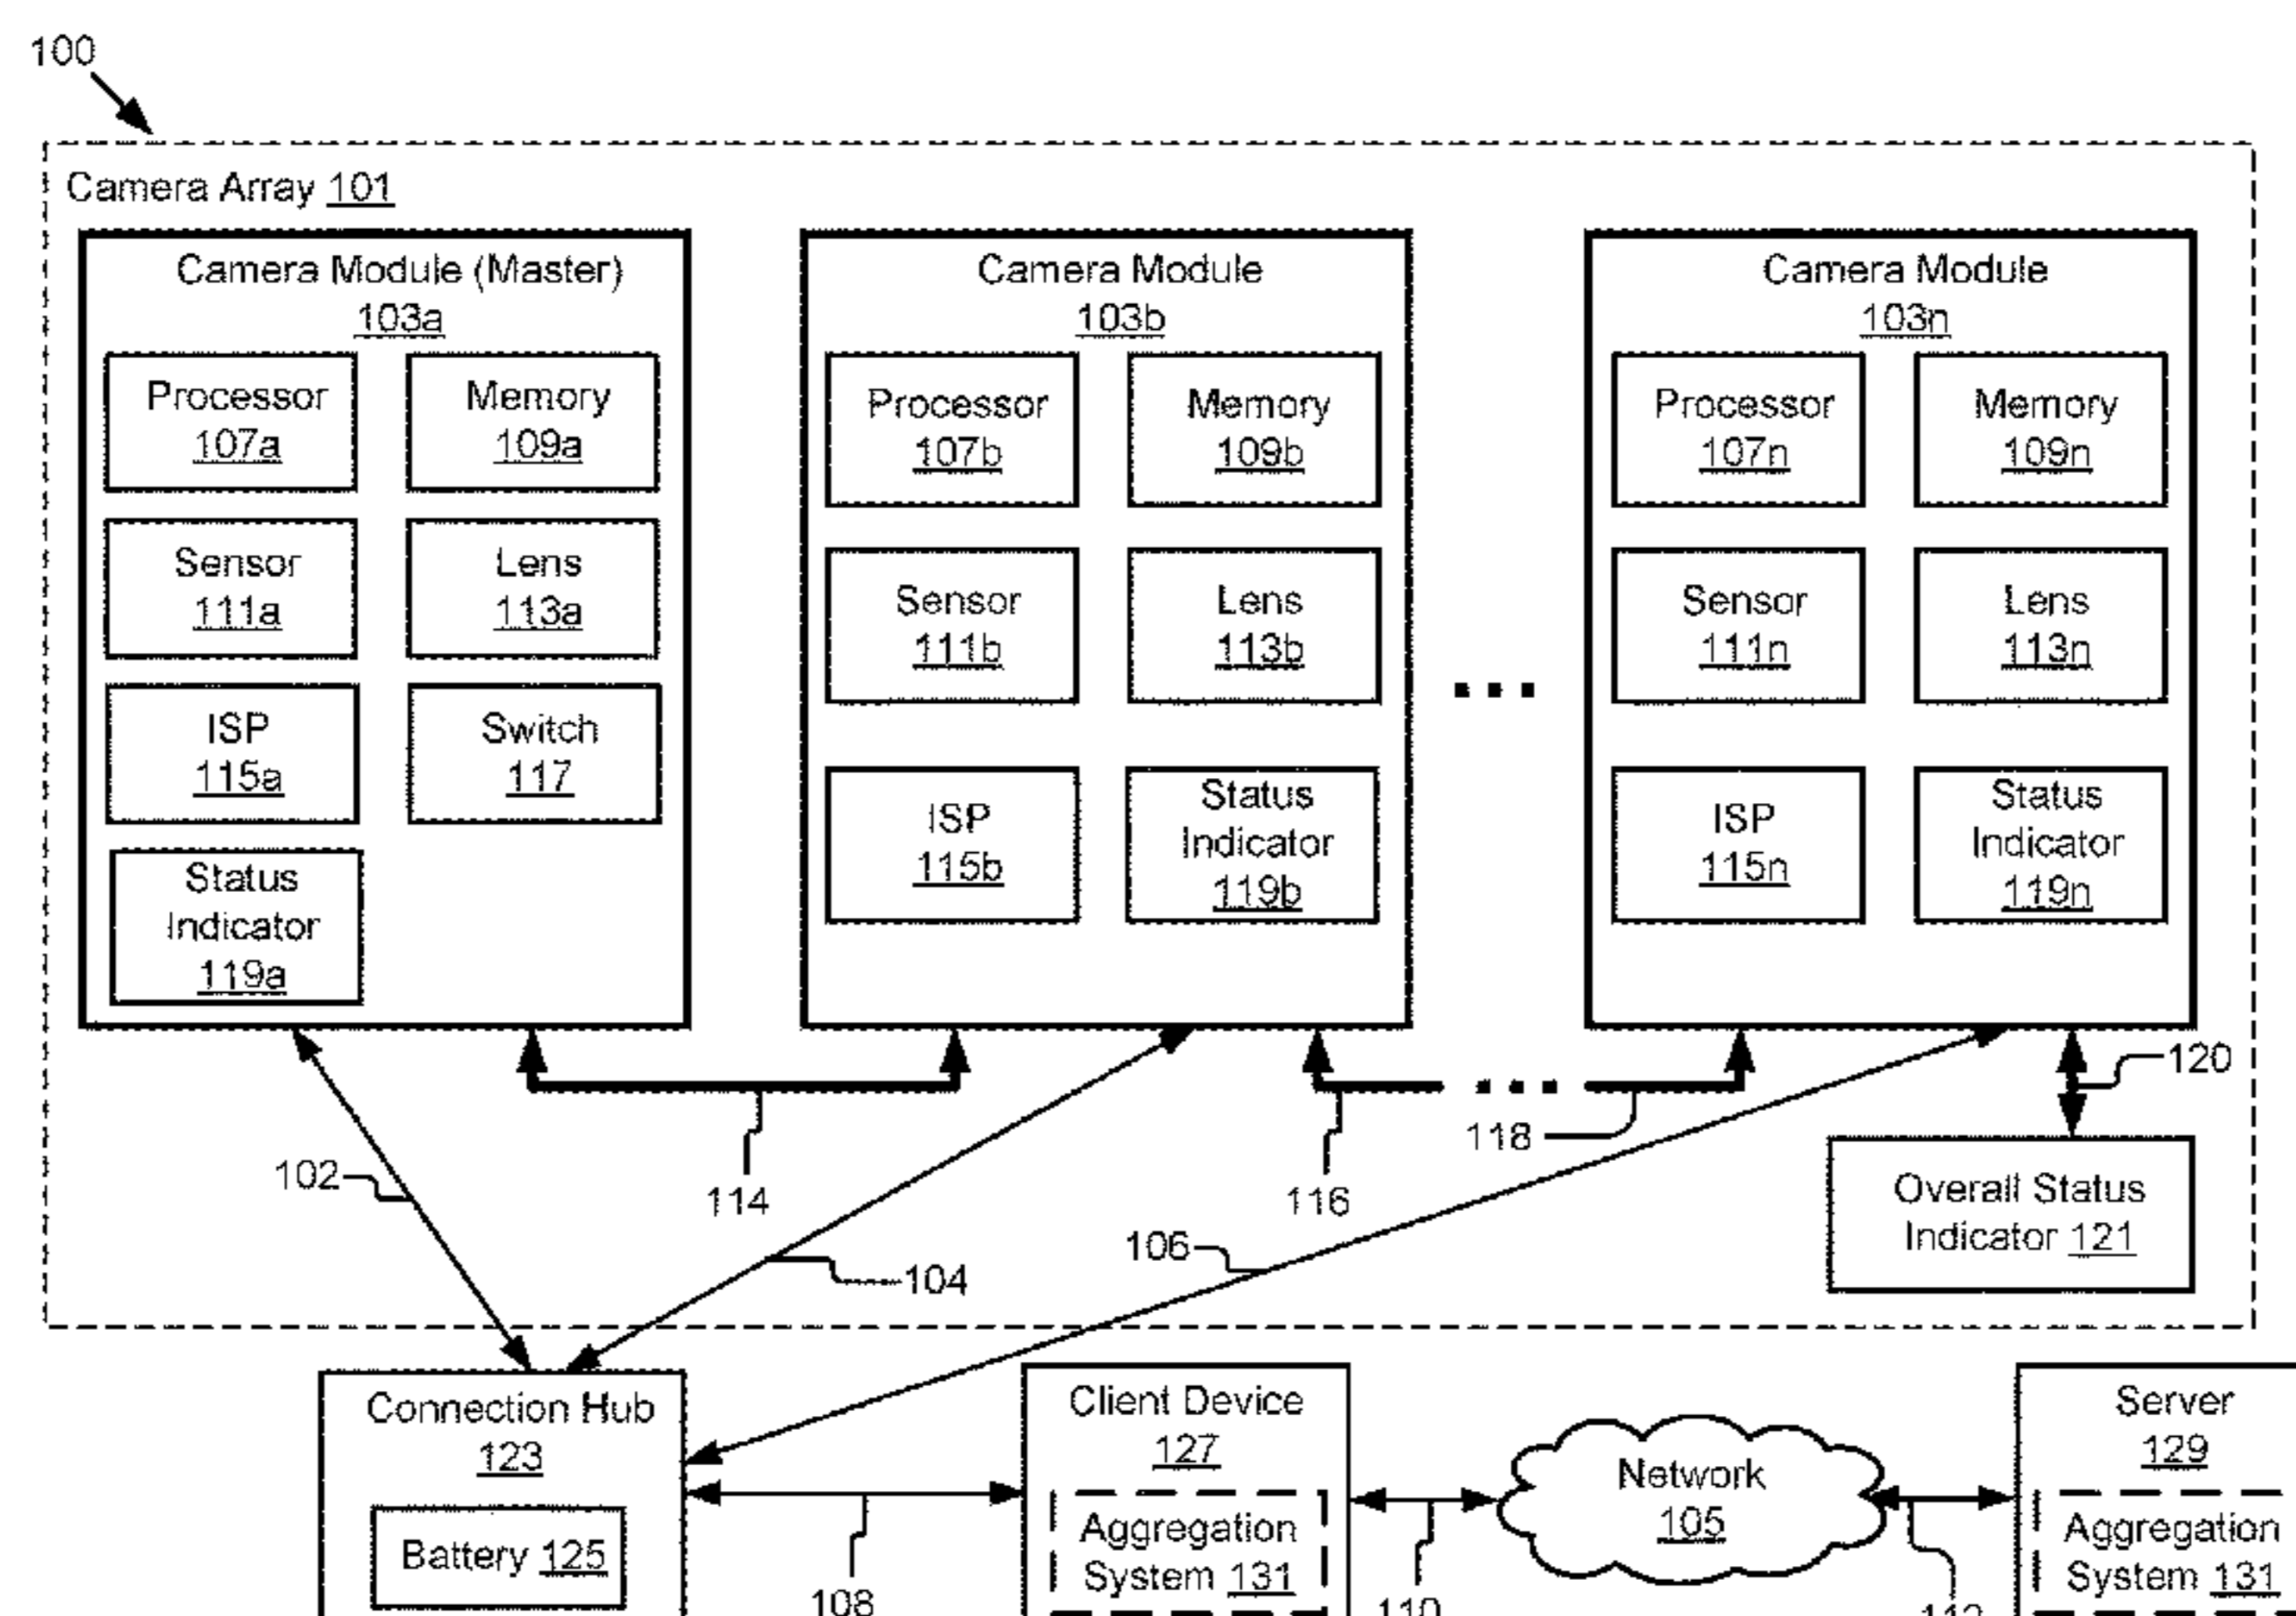 100
Camera Array 101
Camera Module (Master)
103a
Processor
107a
Memory
109a
Sensor
111a
Lens
113a
ISP
115a
Switch
117
Status
Indicator
119a
Camera Module
103b
Processor
107b
Memory
109b
Sensor
111b
Lens
113b
ISP
115b
Status
Indicator
119b
Camera Module
103n
Processor
107n
Memory
109n
Sensor
111n
Lens
113n
ISP
115n
Status
Indicator
119n
120
118
102
114
116
Overall Status
Indicator 121
106
104
Connection Hub
123
Battery 125
108
Client Device
127
Aggregation
System 131
110
Network
105
112
Server
129
Aggregation
System 131